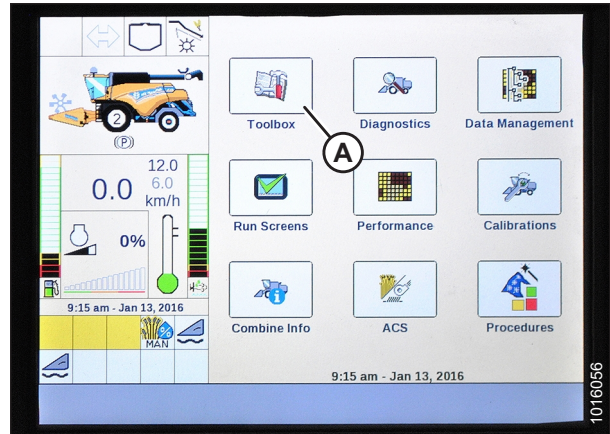 2
(P)
12.0
0.0
6.0
km/h
F
0%
9:15 am - Jan 13, 2016
%
MAN
Toolbox
Diagnostics
Data Management
A
Run Screens
Performance
Calibrations
Combine Info
ACS
Procedures
9:15 am - Jan 13, 2016
1016056